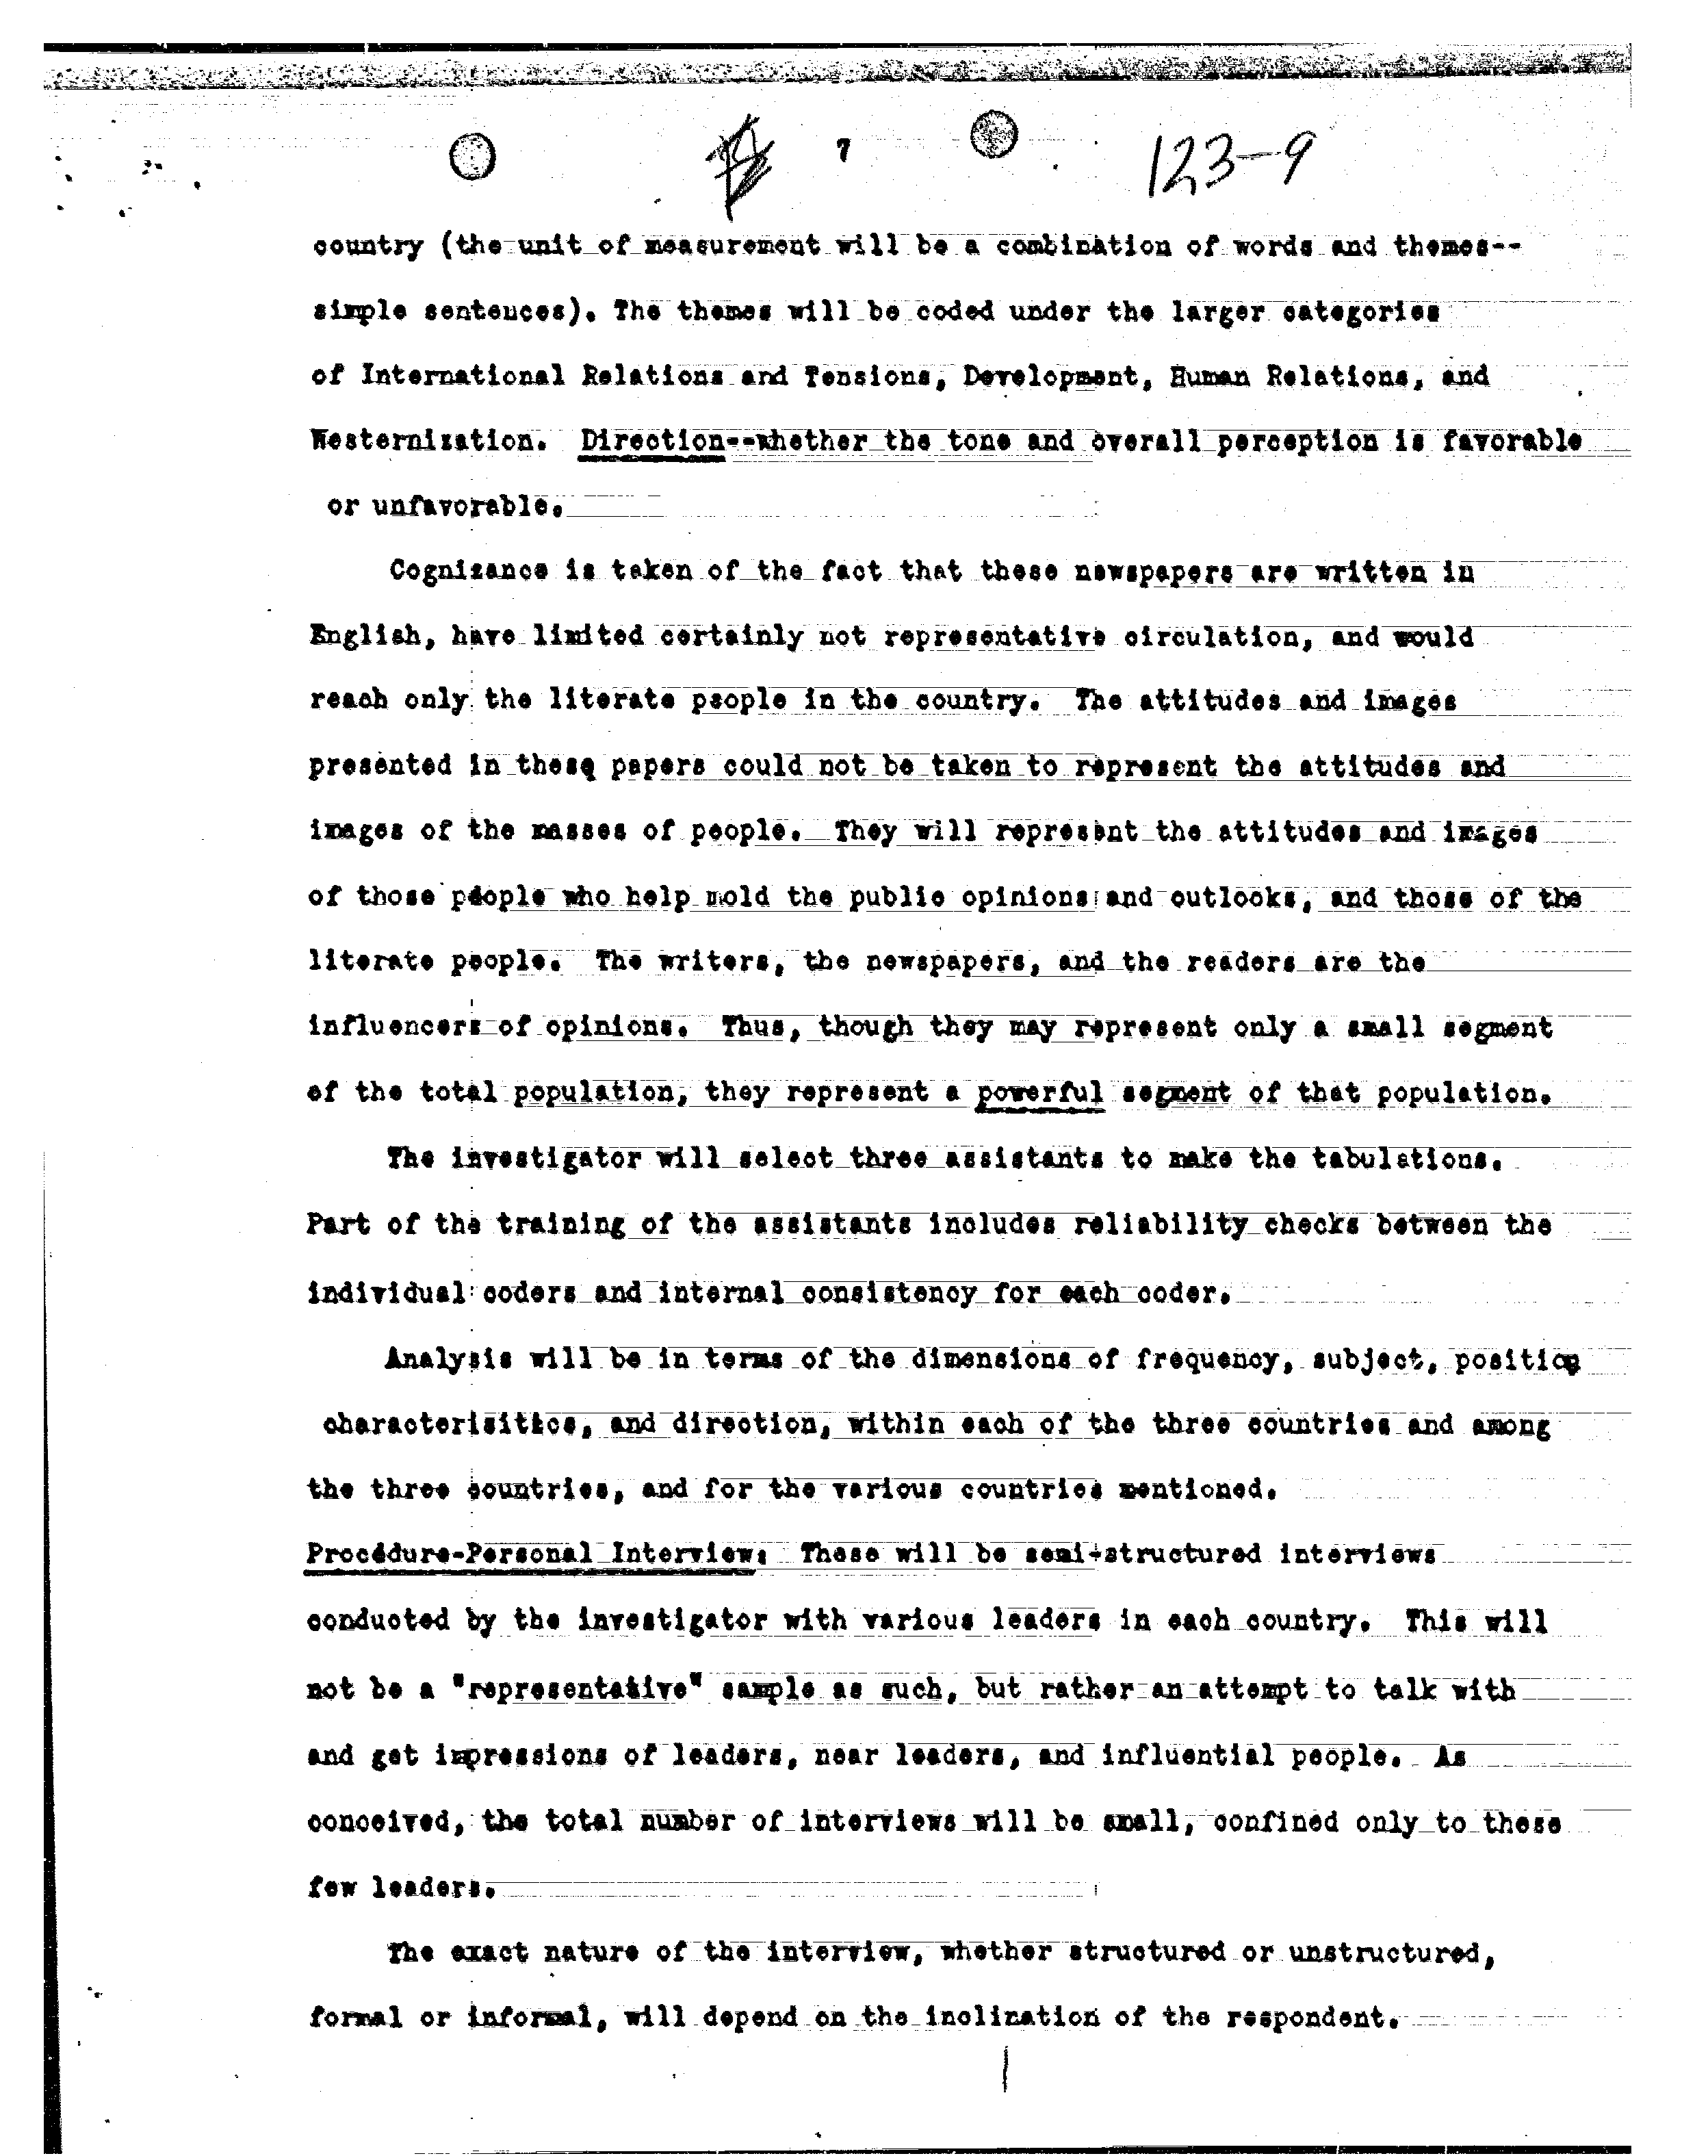 7
123-9
country (the unit of measurement will be a combination of words and themes--
simple sentences). The themes will be coded under the larger categories
of International Relations and Tensions, Development, Human Relations, and
Westernization. Direction--whether the tone and overall perception is favorable
or unfavorable.
Cognizance is taken of the fact that these newspapers are written in
English, have limited certainly not representative circulation, and would
reach only the literate people in the country. The attitudes and images
presented in these papers could not be taken to represent the attitudes and
images of the masses of people. They will represent the attitudes and images
of those people who help mold the public opinions and outlooks, and those of the
literate people. The writers, the newspapers, and the readers are the
influencers of opinions. Thus, though they may represent only a small segment
of the total population, they represent a powerful segment of that population.
The investigator will select three assistants to make the tabulations.
Part of the training of the assistants includes reliability checks between the
individual coders and internal consistency for each coder.
Analysis will be in terms of the dimensions of frequency, subject, position
characterisitics, and direction, within each of the three countries and among
the three countries, and for the various countries mentioned.
Procedure-Personal Interview: These will be semi-structured interviews
conducted by the investigator with various leaders in each country. This will
not be a "representative" sample as such, but rather an attempt to talk with
and get impressions of leaders, near leaders, and influential people. As
conceived, the total number of interviews will be small, confined only to these
few leaders.
The exact nature of the interview, whether structured or unstructured,
formal or informal, will depend on the inclination of the respondent.